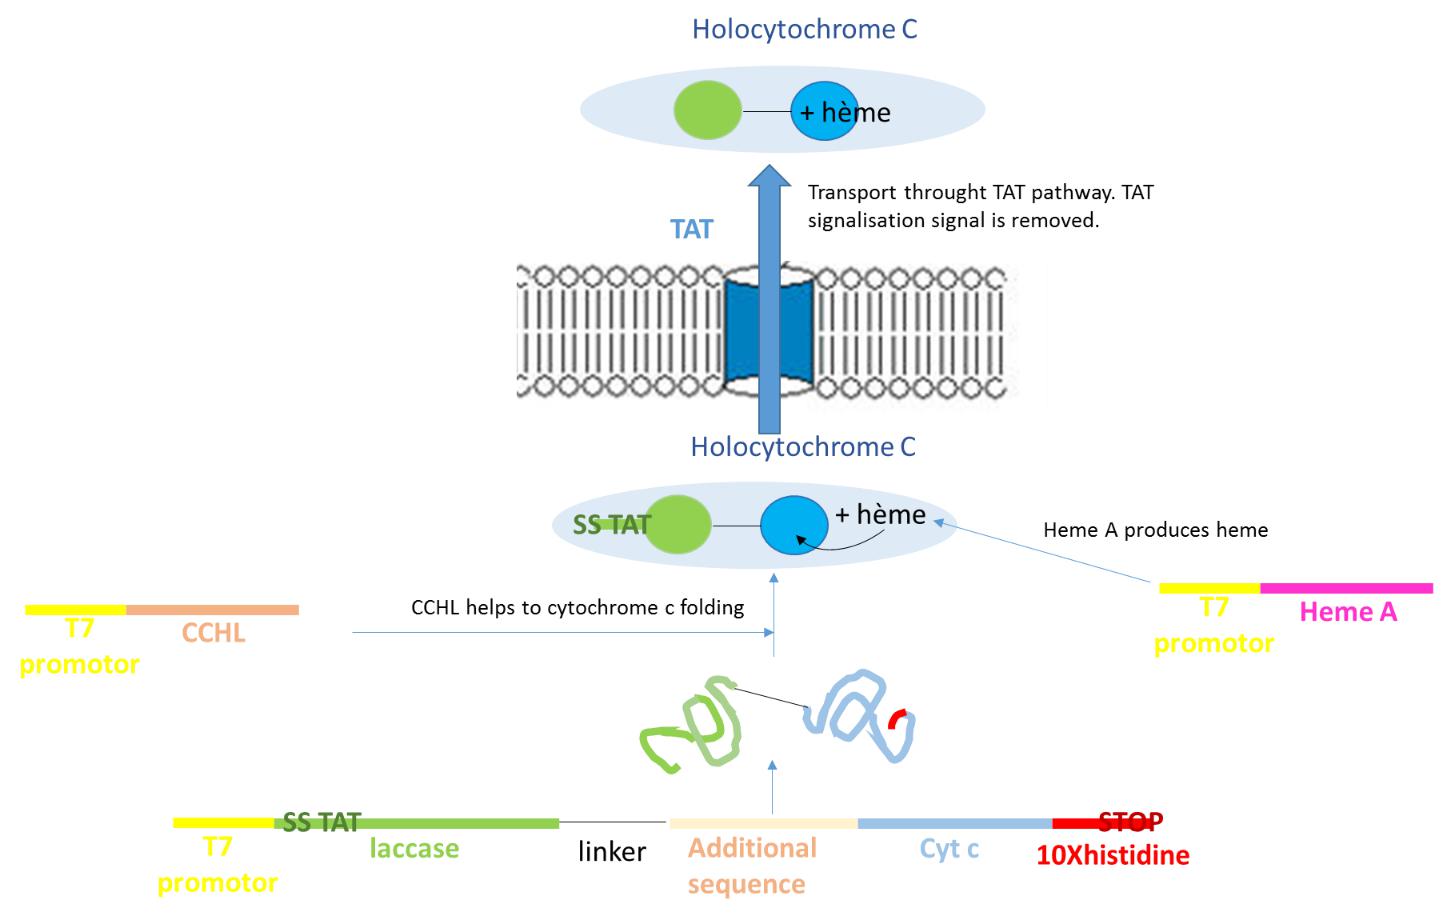 Holocytochrome C
+ hème
Transport throught TAT pathway. TAT
signalisation signal is removed.
TAT
Holocytochrome C
SS TAT
+ hème
Heme A produces heme
CCHL helps to cytochrome c folding
T7
promotor
CCHL
T7
promotor
Heme A
SS TAT
STOP
T7
promotor
laccase
linker
Additional
sequence
Cyt c
10Xhistidine